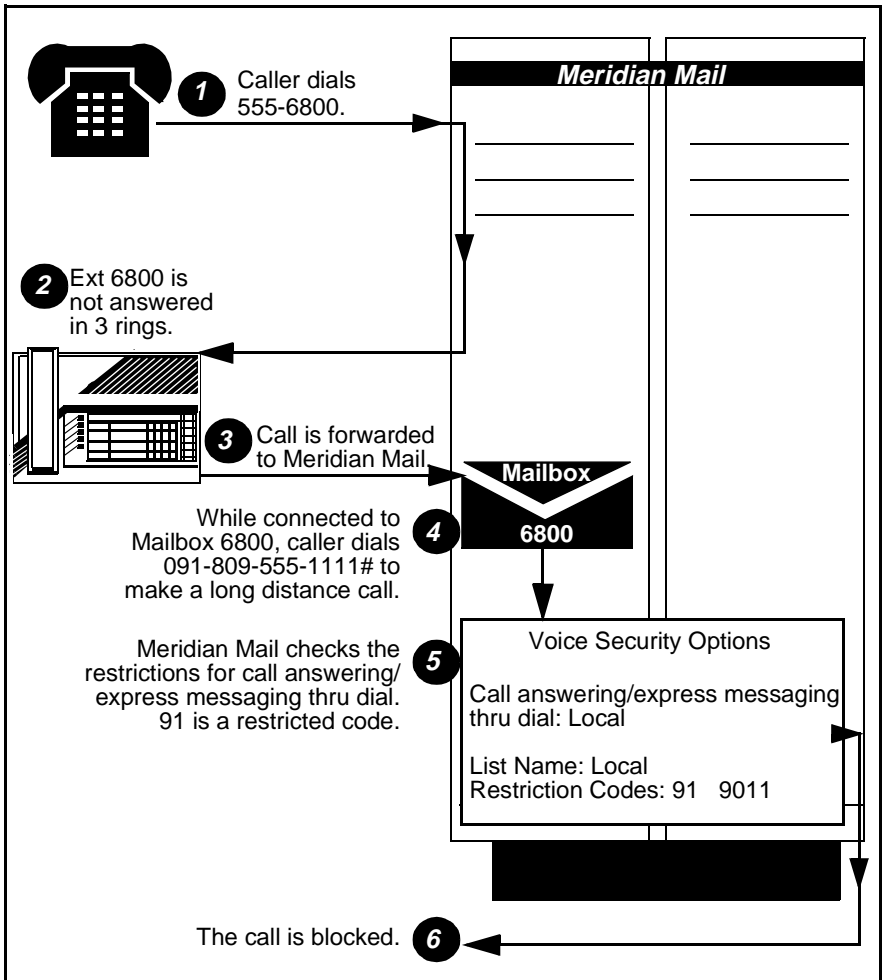 Meridian Mail
1
Caller dials
555-6800.
2
Ext 6800 is
not answered
in 3 rings.
3
Call is forwarded
to Meridian Mail.
Mailbox
6800
4
While connected to
Mailbox 6800, caller dials
091-809-555-1111# to
make a long distance call.
5
Meridian Mail checks the
restrictions for call answering/
express messaging thru dial.
91 is a restricted code.
Voice Security Options
Call answering/express messaging
thru dial: Local
List Name: Local
Restriction Codes: 91 9011
The call is blocked.
6